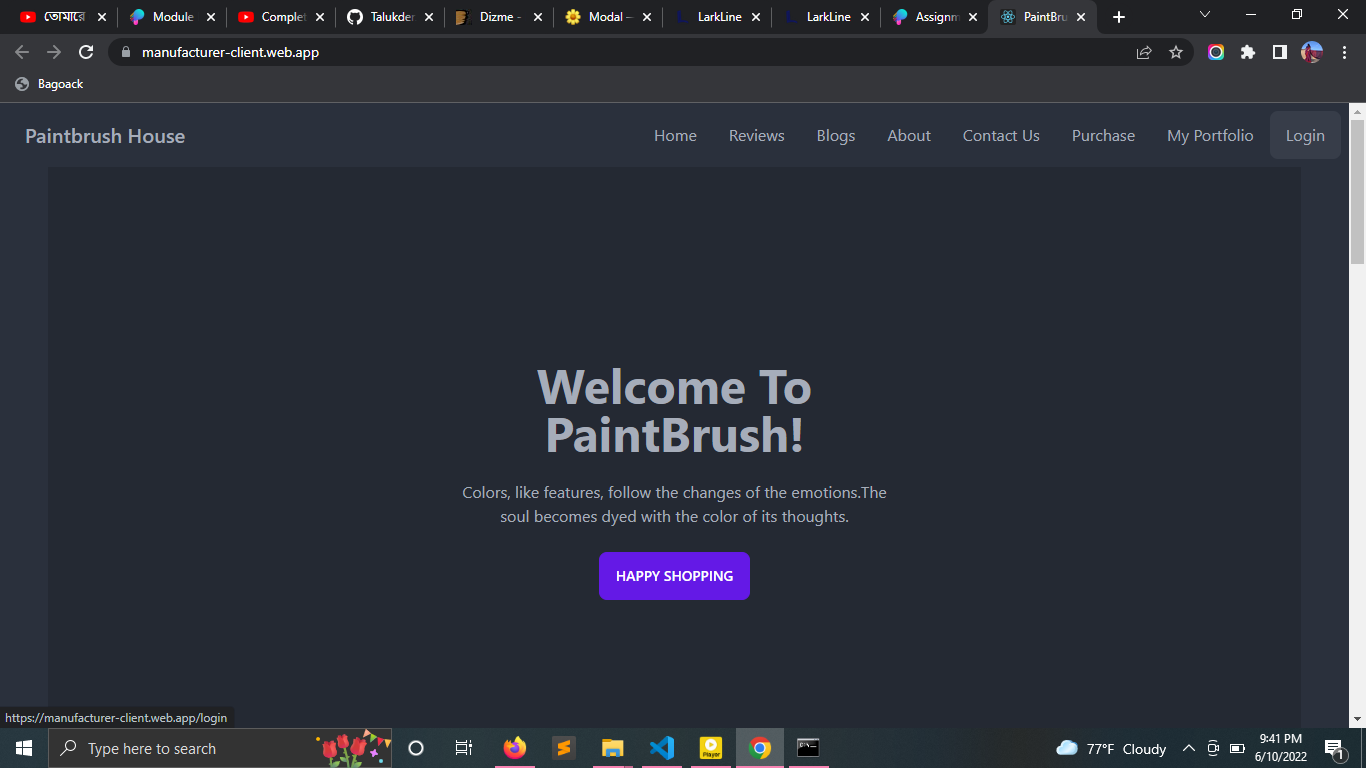 তোমারে
Module
Complet
Talukder
Dizme -
Modal —
LarkLine
LarkLine
Assignm
PaintBru
manufacturer-client.web.app
Bagoack
Paintbrush House
Home
Reviews
Blogs
About
Contact Us
Purchase
My Portfolio
Login
Welcome To
PaintBrush!
Colors, like features, follow the changes of the emotions.The
soul becomes dyed with the color of its thoughts.
HAPPY SHOPPING
https://manufacturer-client.web.app/login
Type here to search
Player
77°F Cloudy
9:41 PM
6/10/2022
1